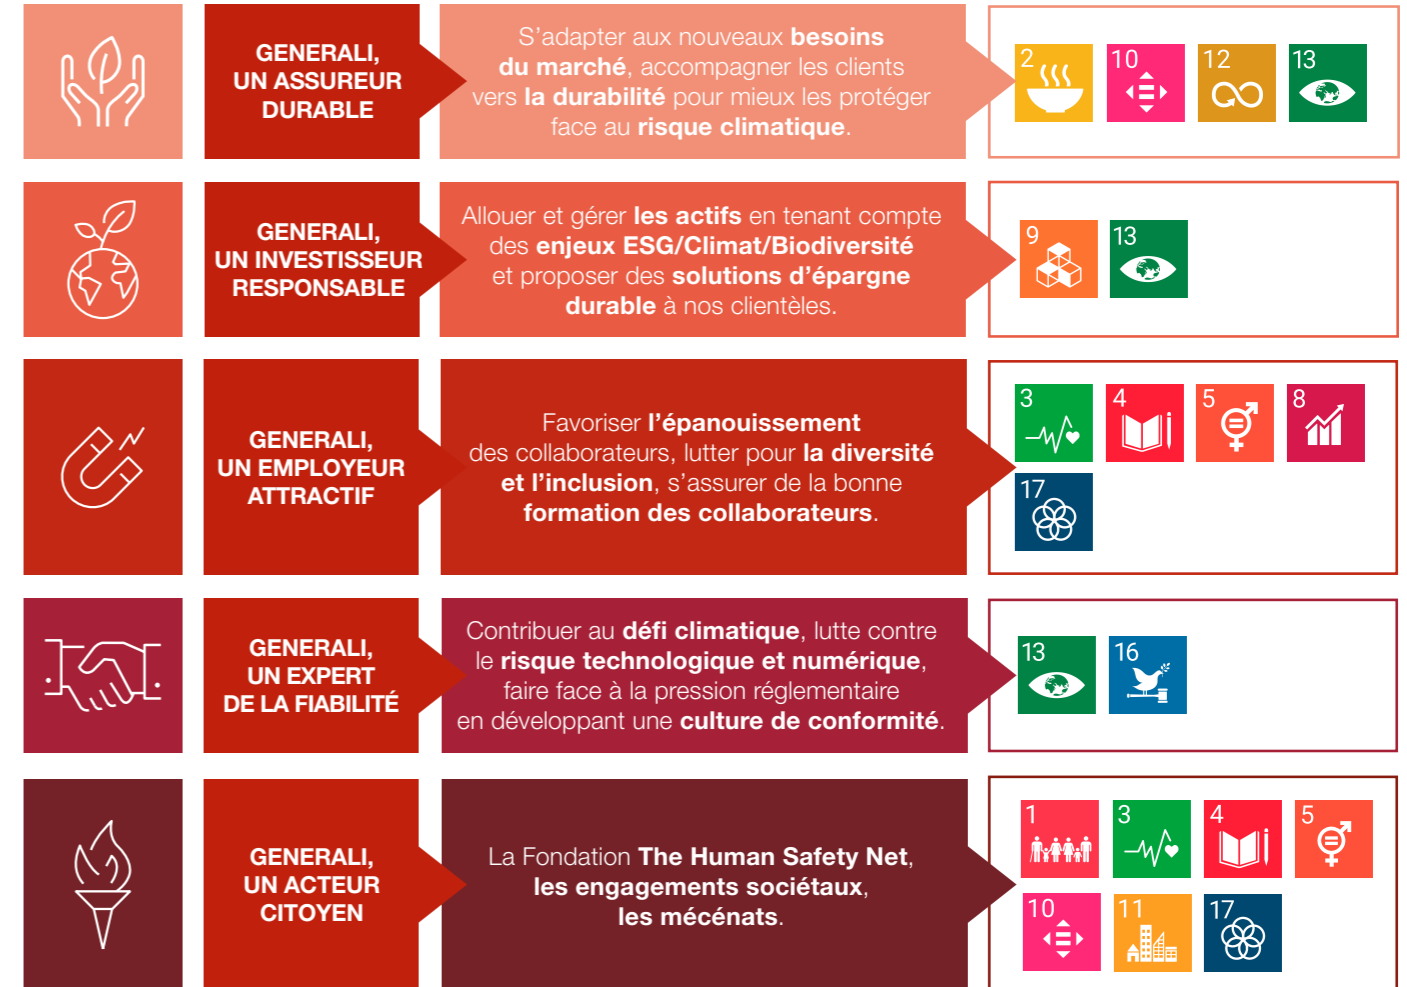 GENERALI,
UN ASSUREUR
DURABLE
S’adapter aux nouveaux besoins
du marché, accompagner les clients
vers la durabilité pour mieux les protéger
face au risque climatique.
2 10 12 13
GENERALI,
UN INVESTISSEUR
RESPONSABLE
Allouer et gérer les actifs en tenant compte
des enjeux ESG/Climat/Biodiversité
et proposer des solutions d’épargne
durable à nos clientèles.
9 13
GENERALI,
UN EMPLOYEUR
ATTRACTIF
Favoriser l’épanouissement
des collaborateurs, lutter pour la diversité
et l’inclusion, s’assurer de la bonne
formation des collaborateurs.
3 4 5 8
17
GENERALI,
UN EXPERT
DE LA FIABILITÉ
Contribuer au défi climatique, lutte contre
le risque technologique et numérique,
faire face à la pression réglementaire
en développant une culture de conformité.
13 16
GENERALI,
UN ACTEUR
CITOYEN
La Fondation The Human Safety Net,
les engagements sociétaux,
les mécénats.
1 3 4 5
10 11 17